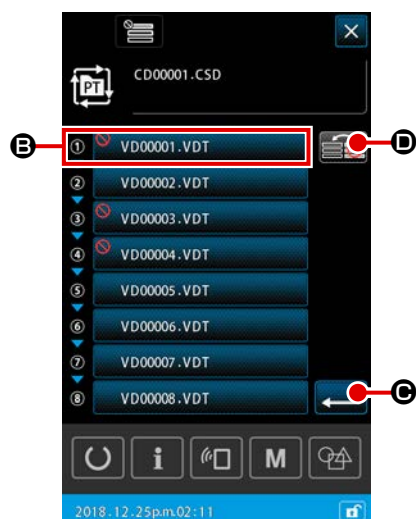 CD00001.CSD
PT
① VD00001.VDT
② VD00002.VDT
③ VD00003.VDT
④ VD00004.VDT
⑤ VD00005.VDT
⑥ VD00006.VDT
⑦ VD00007.VDT
⑧ VD00008.VDT
B
D
C
i
M
2018.12.25p.m.02:11